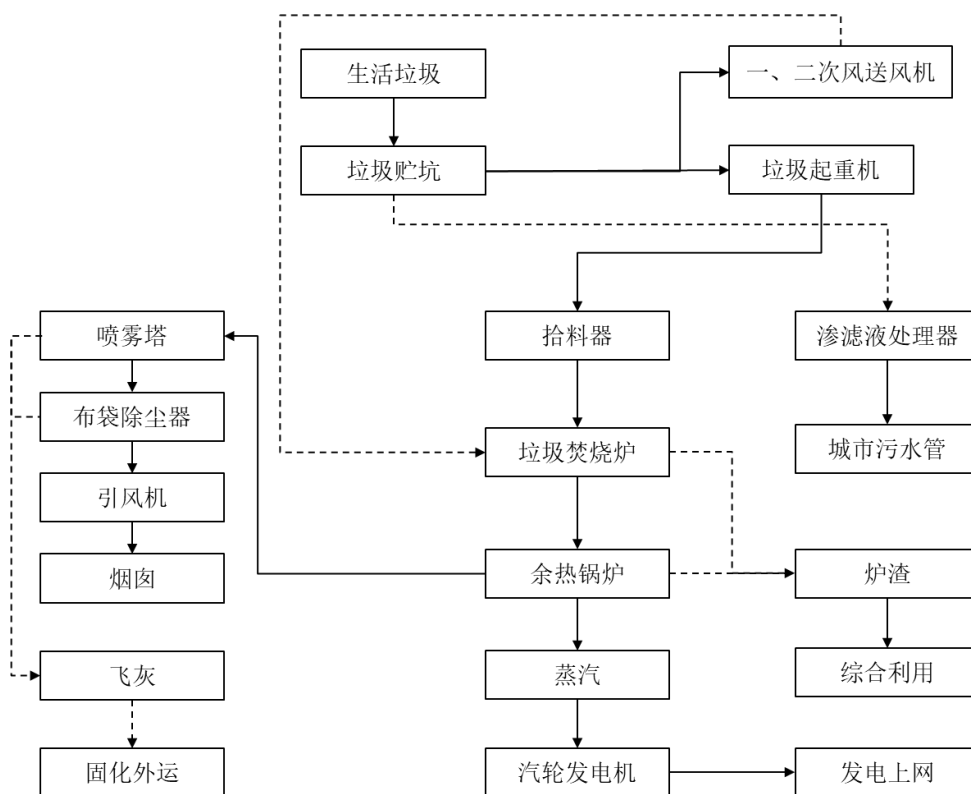 生活垃圾
一、二次风送风机
垃圾贮坑
垃圾起重机
喷雾塔
拾料器
渗滤液处理器
布袋除尘器
垃圾焚烧炉
城市污水管
引风机
烟囱
余热锅炉
炉渣
飞灰
蒸汽
综合利用
固化外运
汽轮发电机
发电上网